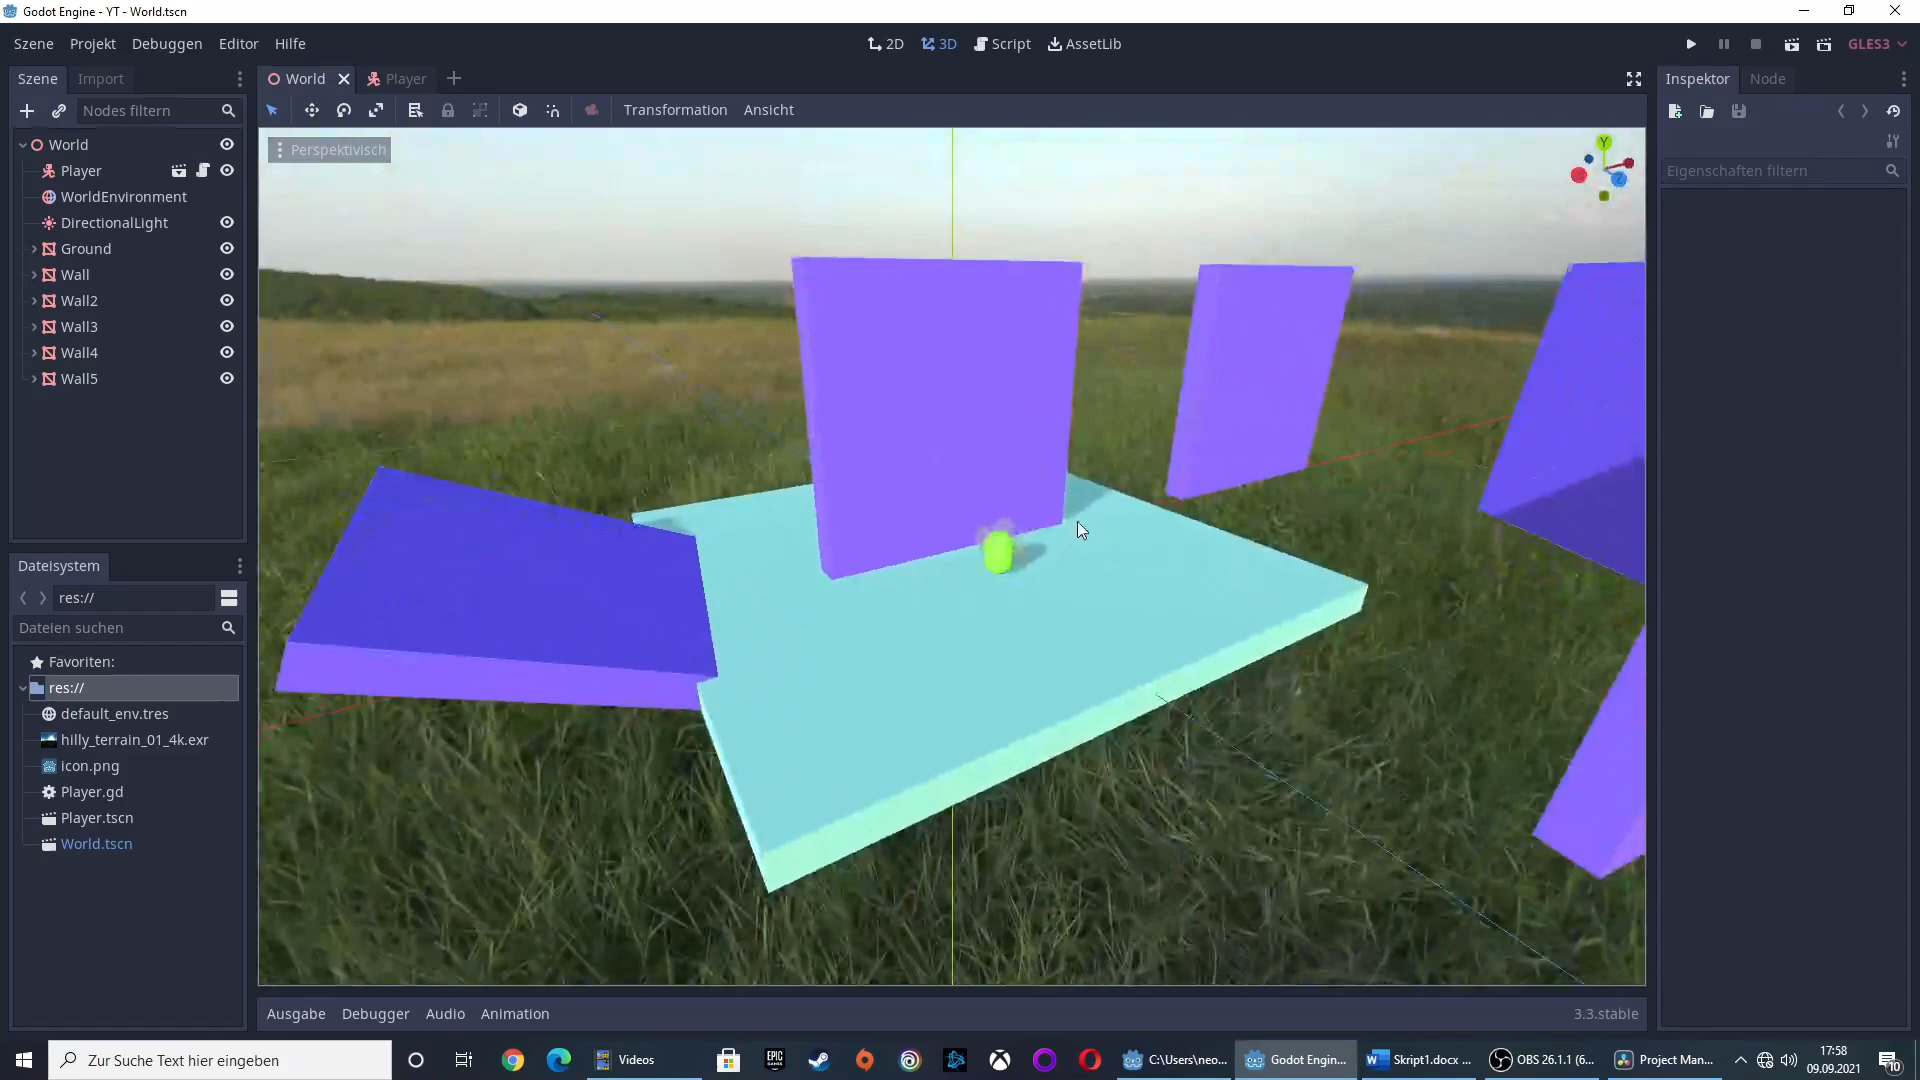 Godot Engine - YT - World.tscn
Szene Projekt Debuggen Editor Hilfe
2D 3D Script AssetLib
GLES3
Szene Import
World Player
Inspektor Node
Nodes filtern
Transformation Ansicht
Perspektivisch
Y
X
Z
Eigenschaften filtern
World
Player
WorldEnvironment
DirectionalLight
Ground
Wall
Wall2
Wall3
Wall4
Wall5
Dateisystem
res://
Dateien suchen
Favoriten:
res://
default_env.tres
hilly_terrain_01_4k.exr
icon.png
Player.gd
Player.tscn
World.tscn
Ausgabe Debugger Audio Animation
3.3.stable
Zur Suche Text hier eingeben
Videos
EPIC GAMES
C:\Users\neo...
Godot Engin...
Skript1.docx ...
OBS 26.1.1 (6...
Project Man...
17:58
09.09.2021
10